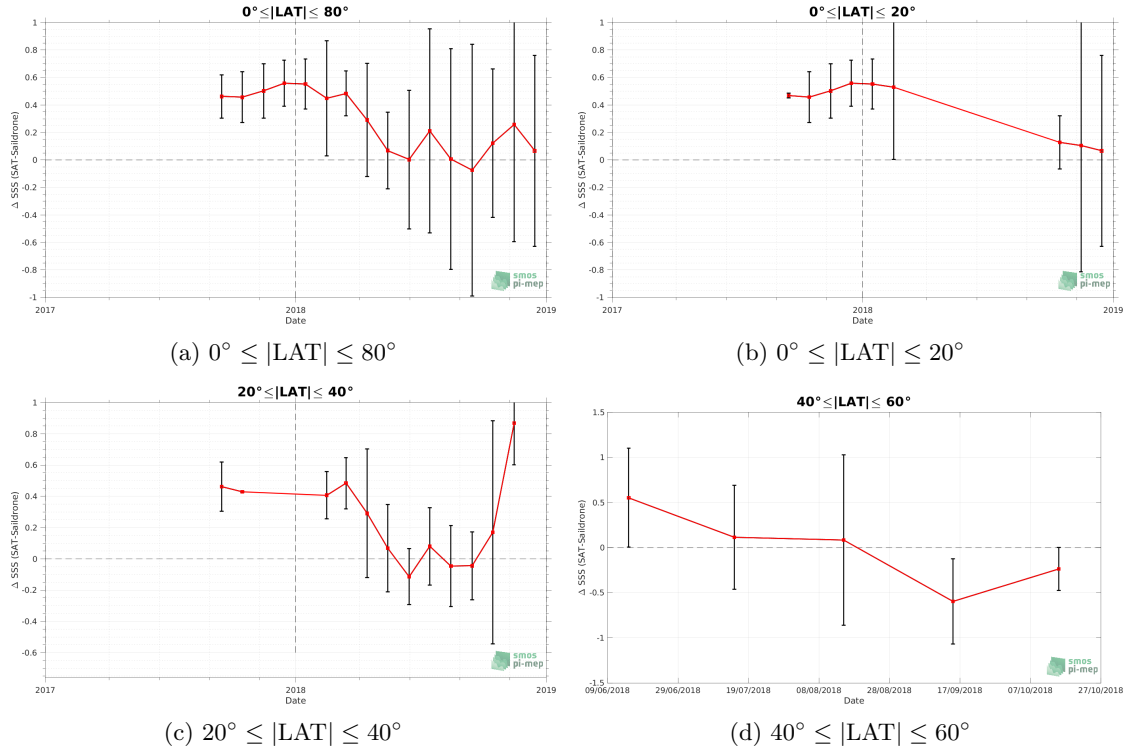 0°≤|LAT|≤ 80°
1
0.8
0.6
0.4
0.2
0
-0.2
-0.4
-0.6
-0.8
-1
Δ SSS (SAT-Saildrone)
2017
2018
2019
Date
smos
pi-mep
(a) 0° ≤ |LAT| ≤ 80°
0°≤|LAT|≤ 20°
1
0.8
0.6
0.4
0.2
0
-0.2
-0.4
-0.6
-0.8
-1
Δ SSS (SAT-Saildrone)
2017
2018
2019
Date
smos
pi-mep
(b) 0° ≤ |LAT| ≤ 20°
20°≤|LAT|≤ 40°
1
0.8
0.6
0.4
0.2
0
-0.2
-0.4
-0.6
Δ SSS (SAT-Saildrone)
2017
2018
2019
Date
smos
pi-mep
(c) 20° ≤ |LAT| ≤ 40°
40°≤|LAT|≤ 60°
1.5
1
0.5
0
-0.5
-1
-1.5
Δ SSS (SAT-Saildrone)
09/06/2018
29/06/2018
19/07/2018
08/08/2018
28/08/2018
17/09/2018
07/10/2018
27/10/2018
Date
smos
pi-mep
(d) 40° ≤ |LAT| ≤ 60°